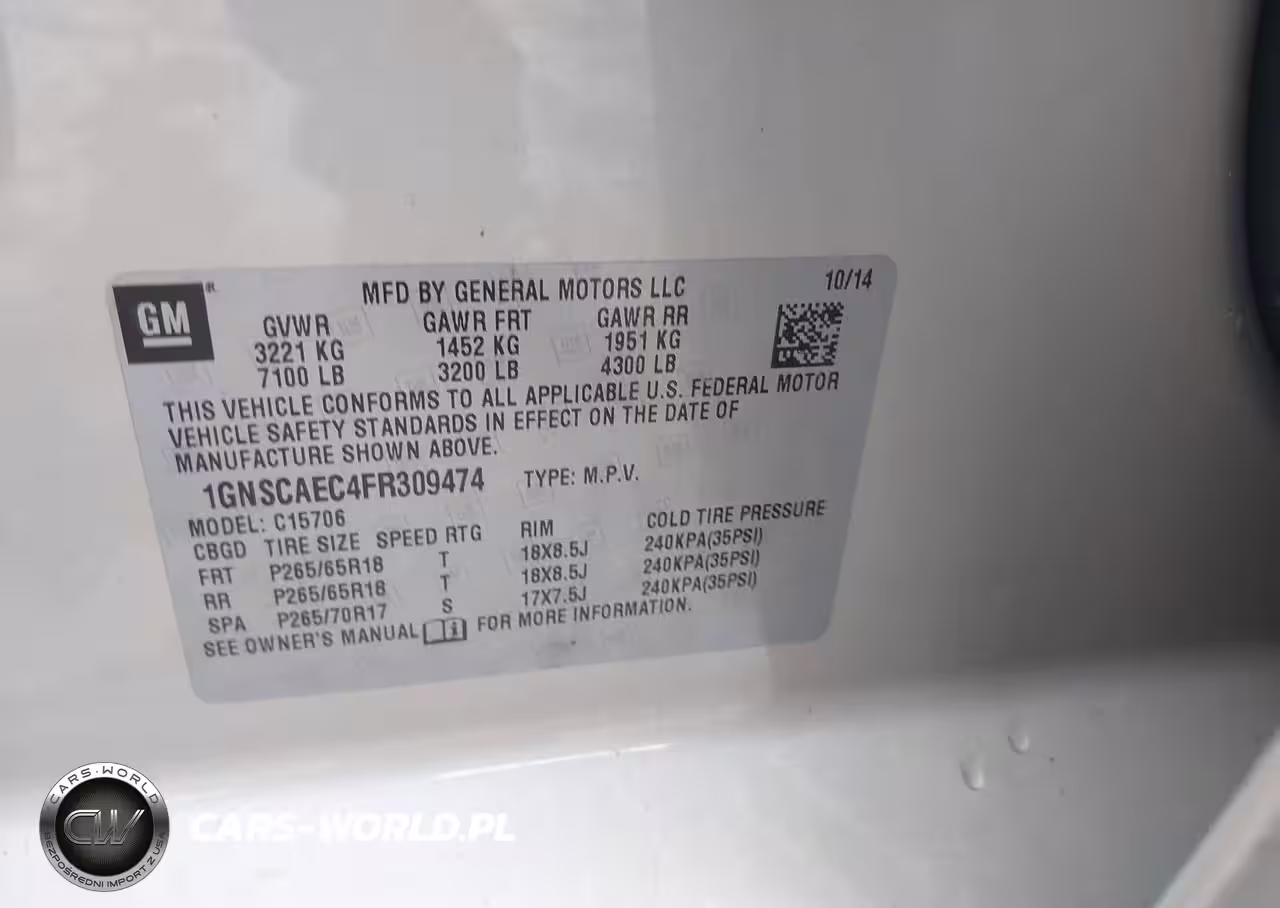 GM ®
MFD BY GENERAL MOTORS LLC 10/14
GVWR GAWR FRT GAWR RR
3221 KG 1452 KG 1951 KG
7100 LB 3200 LB 4300 LB
THIS VEHICLE CONFORMS TO ALL APPLICABLE U.S. FEDERAL MOTOR
VEHICLE SAFETY STANDARDS IN EFFECT ON THE DATE OF
MANUFACTURE SHOWN ABOVE.
1GNSCAEC4FR309474 TYPE: M.P.V.
MODEL: C15706
CBGD TIRE SIZE SPEED RTG RIM COLD TIRE PRESSURE
FRT P265/65R18 T 18X8.5J 240KPA(35PSI)
RR P265/65R18 T 18X8.5J 240KPA(35PSI)
SPA P265/70R17 S 17X7.5J 240KPA(35PSI)
SEE OWNER'S MANUAL FOR MORE INFORMATION.
CARS-WORLD
CW
BEZPOŚREDNI IMPORT Z USA
CARS-WORLD.PL